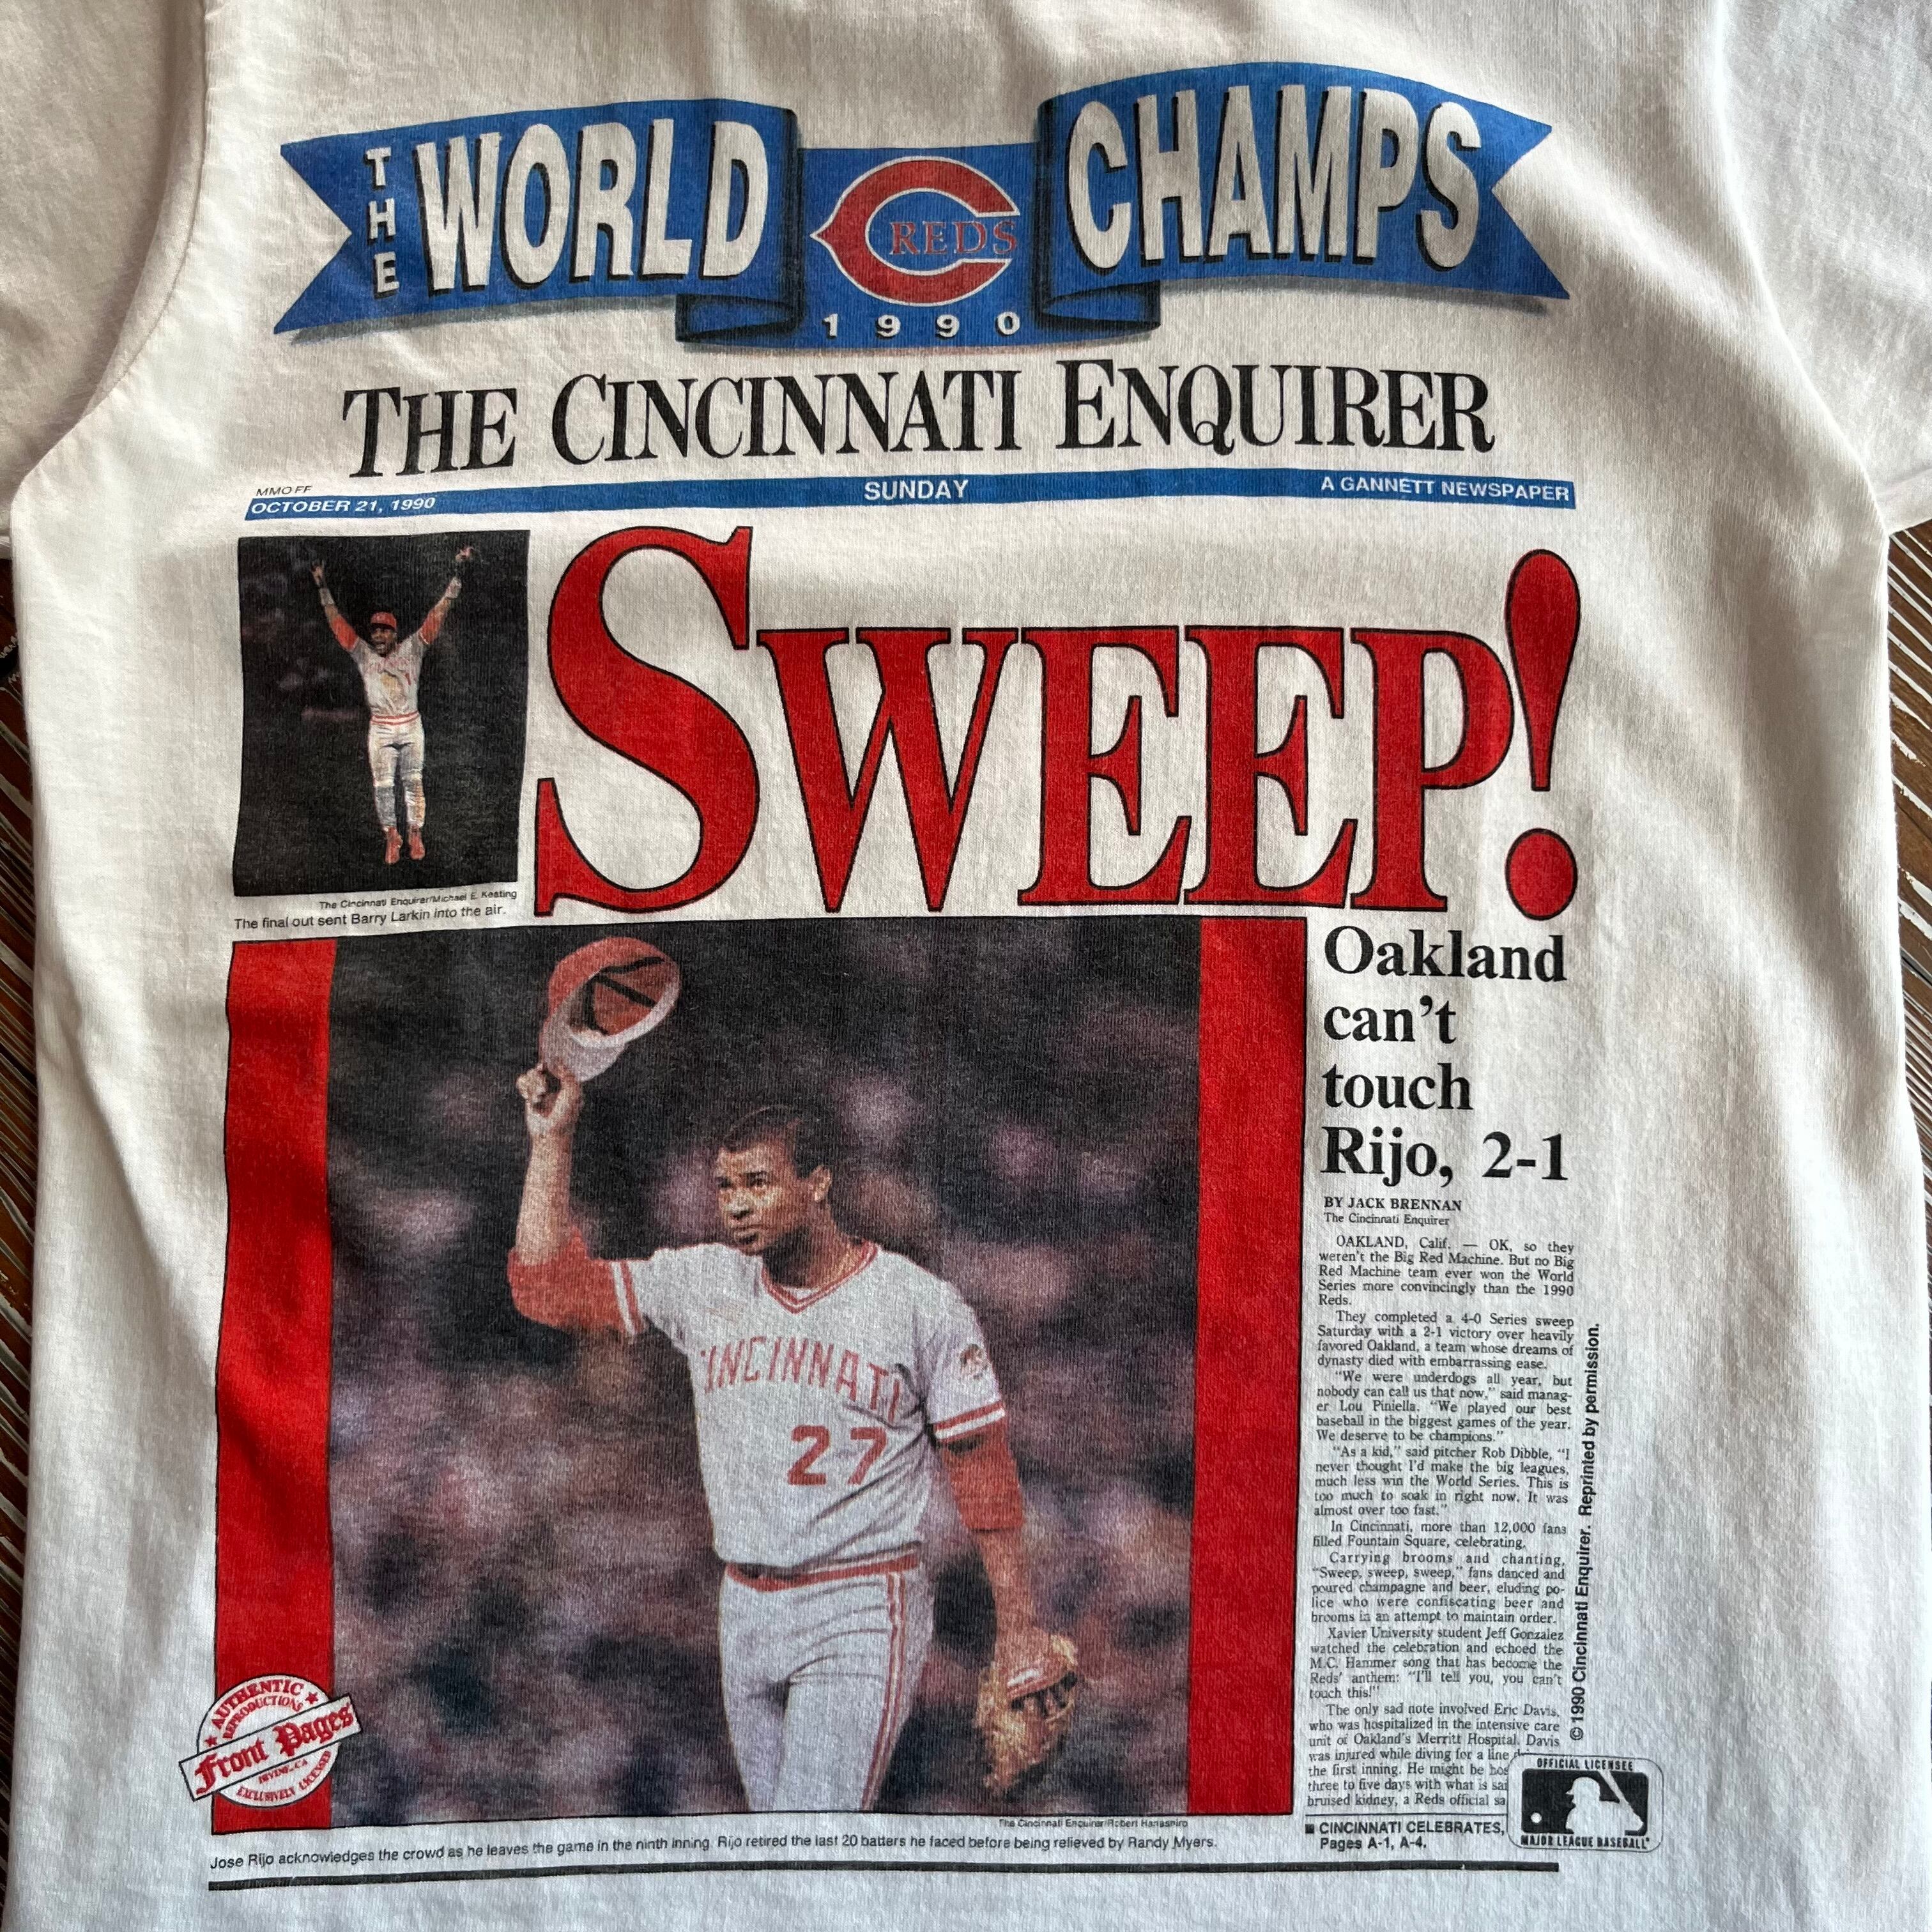 THE WORLD CHAMPS
REDS
1990
THE CINCINNATI ENQUIRER
MMOFF
OCTOBER 21, 1990 SUNDAY A GANNETT NEWSPAPER
SWEEP!
The Cincinnati Enquirer/Michael E. Keating
The final out sent Barry Larkin into the air.
Oakland
can't
touch
Rijo, 2-1
BY JACK BRENNAN
The Cincinnati Enquirer
OAKLAND, Calif. — OK, so they
weren't the Big Red Machine. But no Big
Red Machine team ever won the World
Series more convincingly than the 1990
Reds.
They completed a 4-0 Series sweep
Saturday with a 2-1 victory over heavily
favored Oakland, a team whose dreams of
dynasty died with embarrassing ease.
"We were underdogs all year, but
nobody can call us that now," said manag-
er Lou Piniella. "We played our best
baseball in the biggest games of the year.
We deserve to be champions."
"As a kid," said pitcher Rob Dibble, "I
never thought I'd make the big leagues,
much less win the World Series. This is
too much to soak in right now. It was
almost over too fast."
In Cincinnati, more than 12,000 fans
filled Fountain Square, celebrating.
Carrying brooms and chanting,
"Sweep, sweep, sweep," fans danced and
poured champagne and beer, eluding po-
lice who were confiscating beer and
brooms in an attempt to maintain order.
Xavier University student Jeff Gonzalez
watched the celebration and echoed the
M.C. Hammer song that has become the
Reds' anthem: "I'll tell you, you can't
touch this!"
The only sad note involved Eric Davis,
who was hospitalized in the intensive care
unit of Oakland's Merritt Hospital. Davis
was injured while diving for a line
the first inning. He might be hos
three to five days with what is sai
bruised kidney, a Reds official sa
■ CINCINNATI CELEBRATES,
Pages A-1, A-4.
© 1990 Cincinnati Enquirer. Reprinted by permission.
OFFICIAL LICENSEE
MAJOR LEAGUE BASEBALL
INCINNATI
27
AUTHENTIC
REPRODUCTIONS
Front Pages
IRVINE, CA
EXCLUSIVELY LICENSED
The Cincinnati Enquirer/Robert
Jose Rijo acknowledges the crowd as he leaves the game in the ninth inning. Rijo retired the last 20 batters he faced before being relieved by Randy Myers.